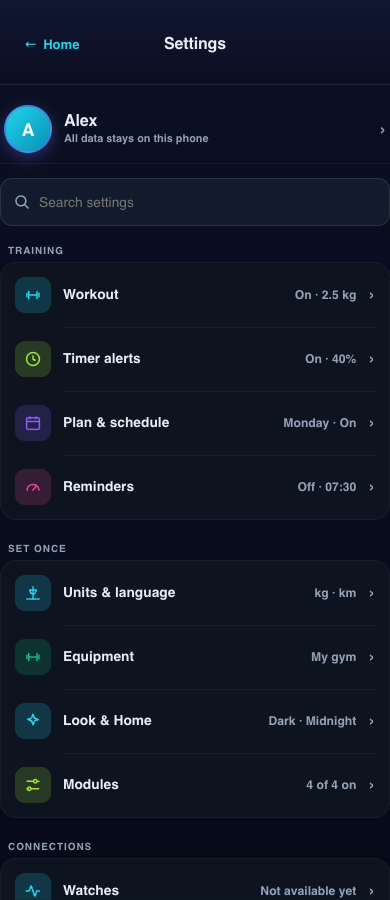 ← Home
Settings
A
Alex
All data stays on this phone
›
Search settings
TRAINING
Workout
On · 2.5 kg ›
Timer alerts
On · 40% ›
Plan & schedule
Monday · On ›
Reminders
Off · 07:30 ›
SET ONCE
Units & language
kg · km ›
Equipment
My gym ›
Look & Home
Dark · Midnight ›
Modules
4 of 4 on ›
CONNECTIONS
Watches
Not available yet ›